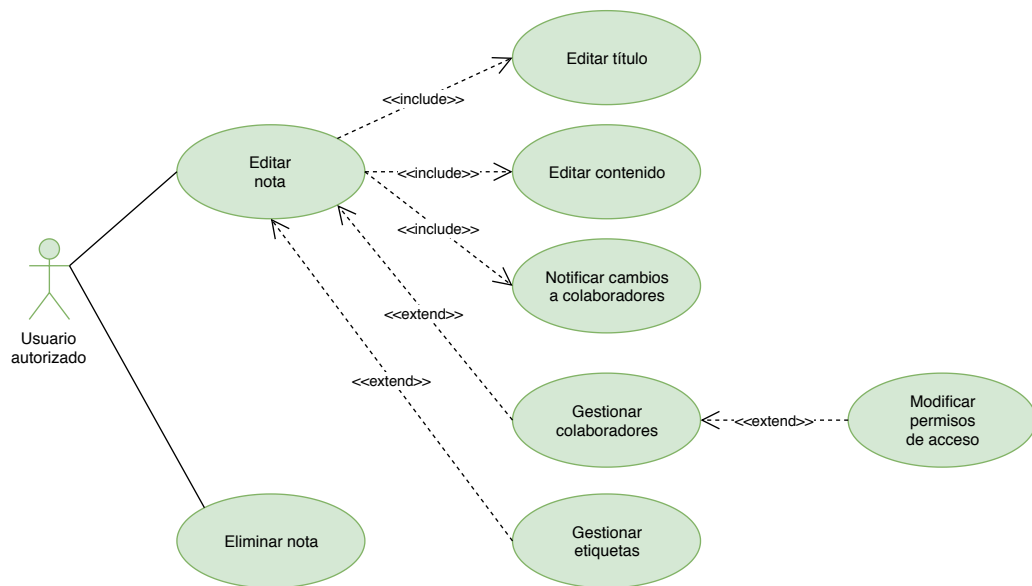 Editar título
<<include>>
Editar
nota
<<include>>
Editar contenido
<<include>>
Notificar cambios
a colaboradores
Usuario
autorizado
<<extend>>
<<extend>>
Gestionar
colaboradores
<<extend>>
Modificar
permisos
de acceso
Eliminar nota
Gestionar
etiquetas